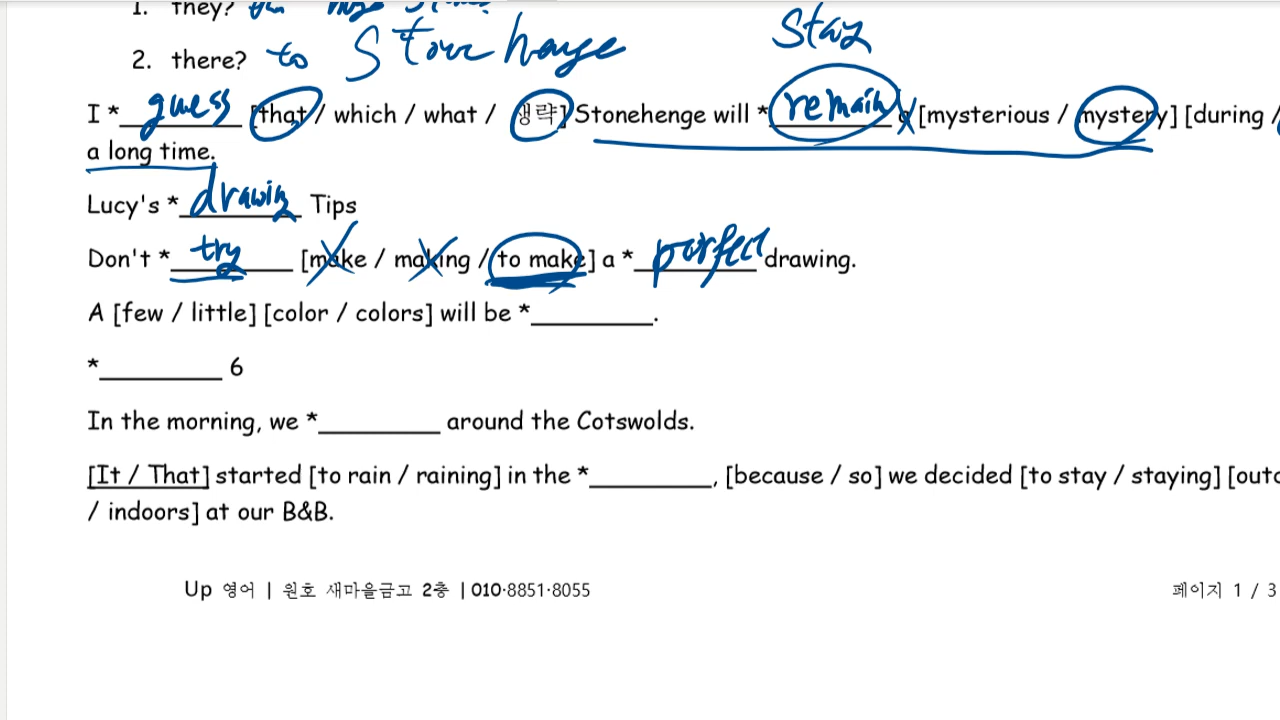 1. they?
Stay
2. there? to
I * guess [that / which / what / 생략] Stonehenge will * remain a [mysterious / mystery] [during /
a long time.
Lucy's * drawing Tips
Don't * try [make / making / to make] a * perfect drawing.
A [few / little] [color / colors] will be *__________.
*__________ 6
In the morning, we *__________ around the Cotswolds.
[It / That] started [to rain / raining] in the *__________, [because / so] we decided [to stay / staying]
/ indoors] at our B&B.
Up 영어 | 원호 새마을금고 2층 | 010·8851·8055
페이지 1 / 3